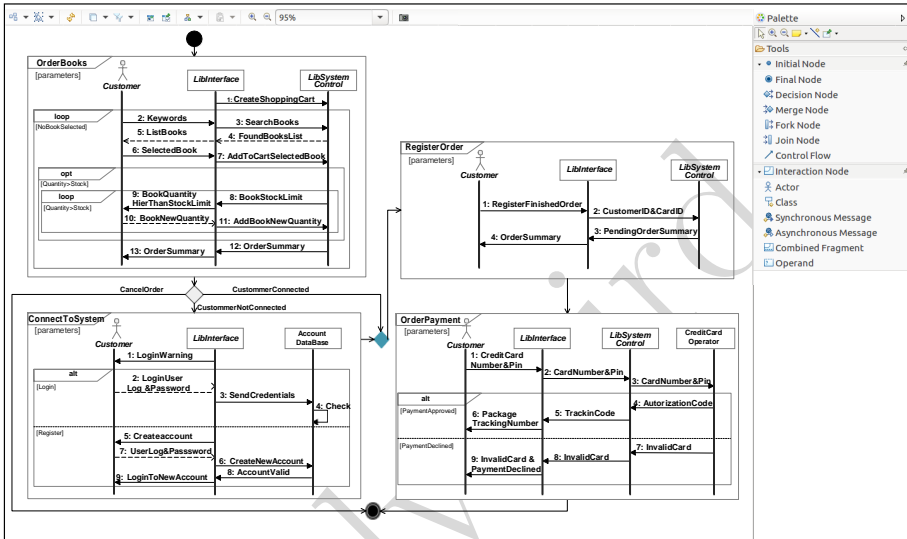 95%
OrderBooks
[parameters]
Customer
LibInterface
LibSystem
Control
1: CreateShoppingCart
loop
[NoBookSelected]
2: Keywords
3: SearchBooks
5: ListBooks
4: FoundBooksList
6: SelectedBook
7: AddToCartSelectedBook
opt
[Quantity>Stock]
loop
[Quantity>Stock]
9: BookQuantity
HierThanStockLimit
8: BookStockLimit
10: BookNewQuantity
11: AddBookNewQuantity
12: OrderSummary
13: OrderSummary
CancelOrder
CustommerConnected
CustommerNotConnected
ConnectToSystem
[parameters]
Customer
LibInterface
Account
DataBase
1: LoginWarning
alt
[Login]
2: LoginUser
Log &Password
3: SendCredentials
4: Check
[Register]
5: Createaccount
7: UserLog&Passsword
6: CreateNewAccount
8: AccountValid
9: LoginToNewAccount
RegisterOrder
[parameters]
Customer
LibInterface
LibSystem
Control
1: RegisterFinishedOrder
2: CustomerID&CardID
3: PendingOrderSummary
4: OrderSummary
OrderPayment
[parameters]
Customer
LibInterface
LibSystem
Control
CreditCard
Operator
1: CreditCard
Number&Pin
2: CardNumber&Pin
3: CardNumber&Pin
alt
[PaymentApproved]
4: AutorizationCode
5: TrackinCode
6: Package
TrackingNumber
[PaymentDeclined]
7: InvalidCard
8: InvalidCard
9: InvalidCard &
PaymentDeclined
Palette
Tools
Initial Node
Final Node
Decision Node
Merge Node
Fork Node
Join Node
Control Flow
Interaction Node
Actor
Class
Synchronous Message
Asynchronous Message
Combined Fragment
Operand